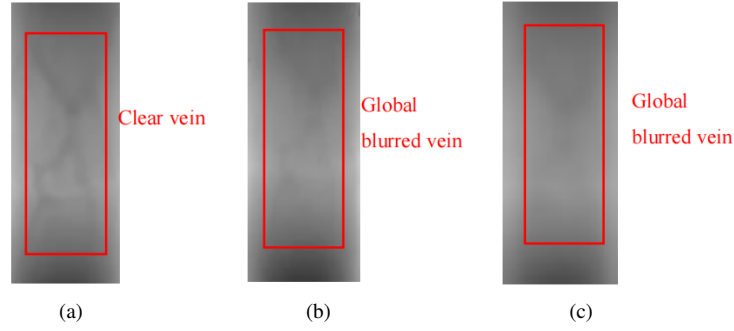 Clear vein
Global
blurred vein
Global
blurred vein
(a)
(b)
(c)